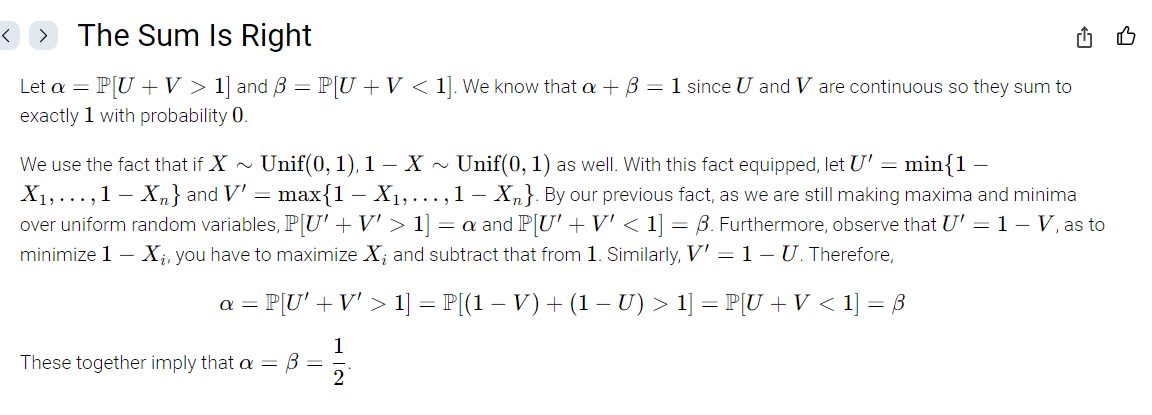 The Sum Is Right
Let α = ℙ[U + V > 1] and β = ℙ[U + V < 1]. We know that α + β = 1 since U and V are continuous so they sum to
exactly 1 with probability 0.
We use the fact that if X ∼ Unif(0, 1), 1 − X ∼ Unif(0, 1) as well. With this fact equipped, let U′ = min{1 −
X₁, . . . , 1 − Xₙ} and V′ = max{1 − X₁, . . . , 1 − Xₙ}. By our previous fact, as we are still making maxima and minima
over uniform random variables, ℙ[U′ + V′ > 1] = α and ℙ[U′ + V′ < 1] = β. Furthermore, observe that U′ = 1 − V, as to
minimize 1 − Xᵢ, you have to maximize Xᵢ and subtract that from 1. Similarly, V′ = 1 − U. Therefore,
α = ℙ[U′ + V′ > 1] = ℙ[(1 − V) + (1 − U) > 1] = ℙ[U + V < 1] = β
These together imply that α = β = 1/2.